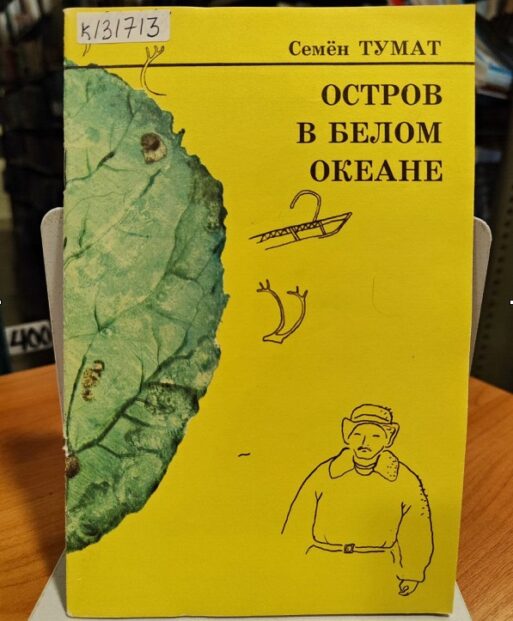 К131713
Семён ТУМАТ
ОСТРОВ
В БЕЛОМ
ОКЕАНЕ
400